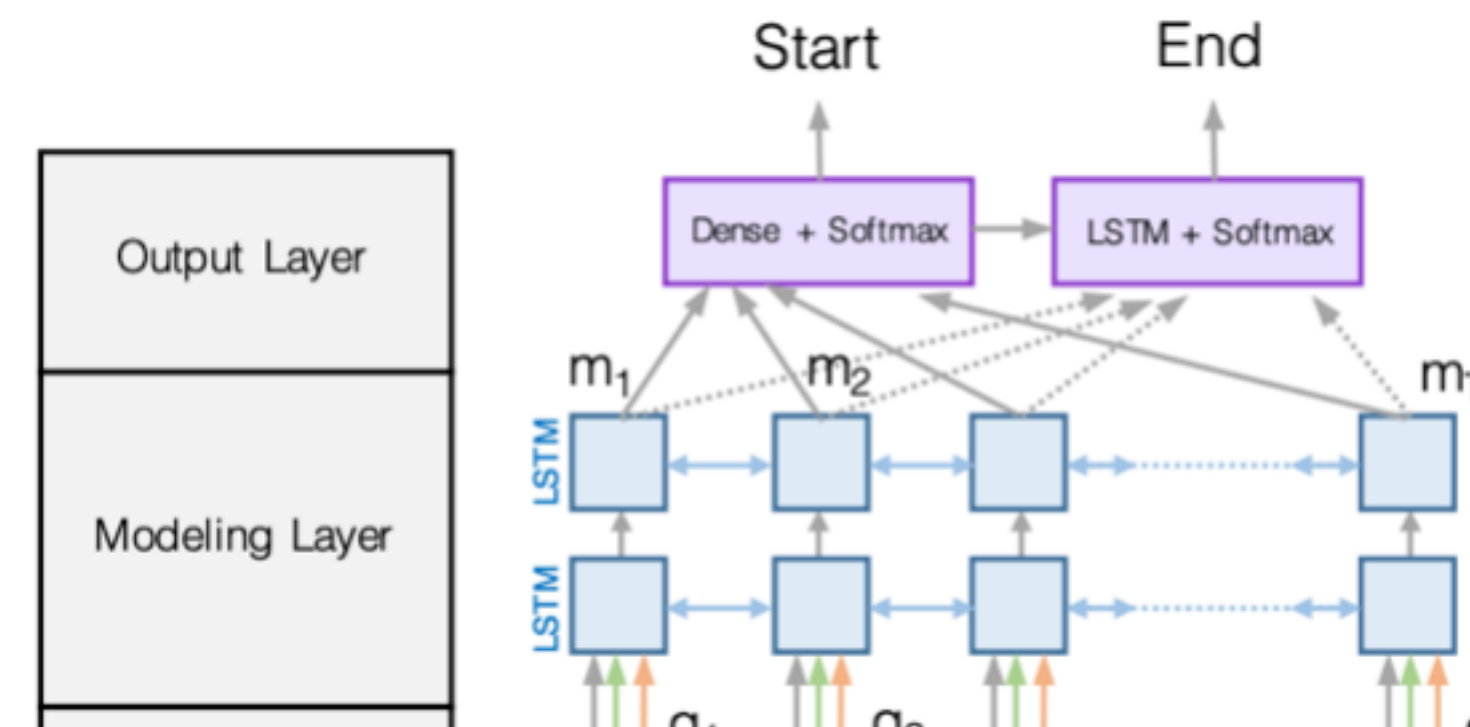 Start
End
Output Layer
Dense + Softmax
LSTM + Softmax
m1
m2
LSTM
Modeling Layer
LSTM